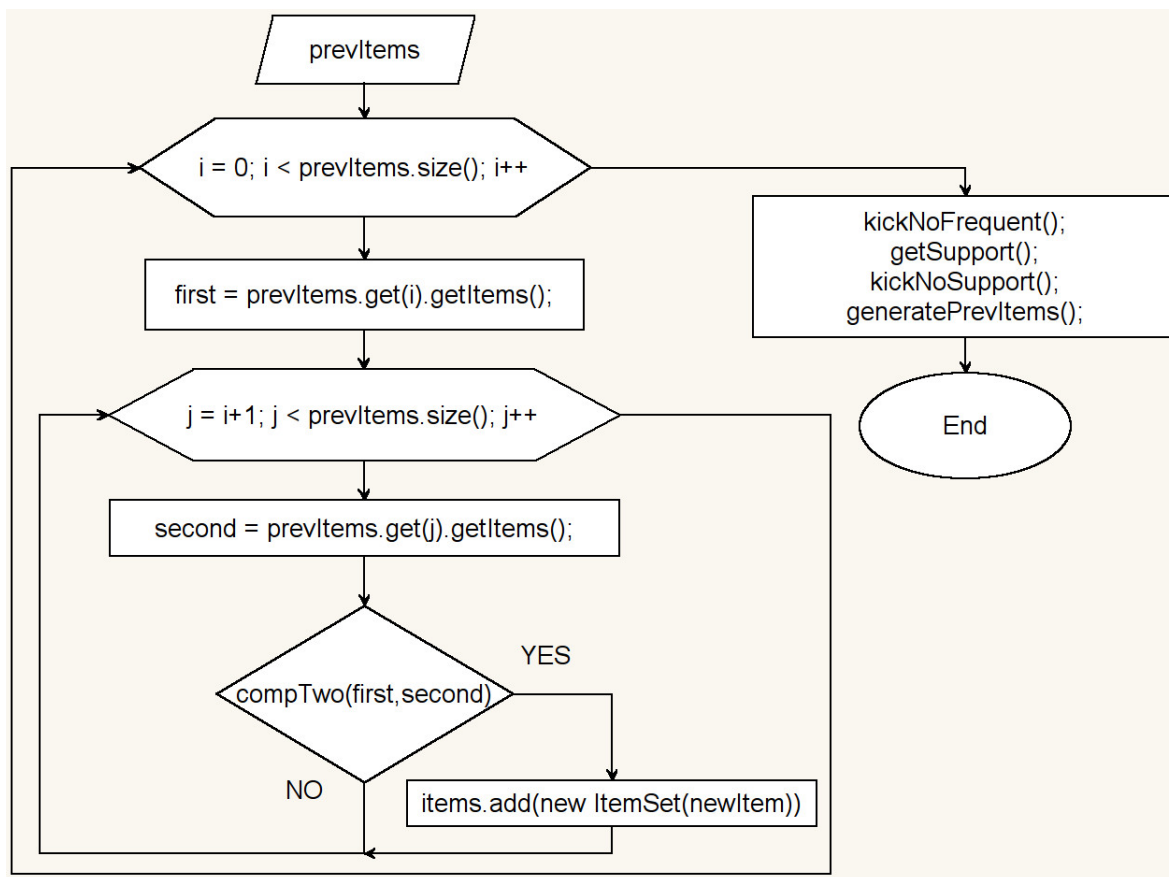 prevItems
i = 0; i < prevItems.size(); i++
first = prevItems.get(i).getItems();
j = i+1; j < prevItems.size(); j++
second = prevItems.get(j).getItems();
compTwo(first,second)
YES
NO
items.add(new ItemSet(newItem))
kickNoFrequent();
getSupport();
kickNoSupport();
generatePrevItems();
End